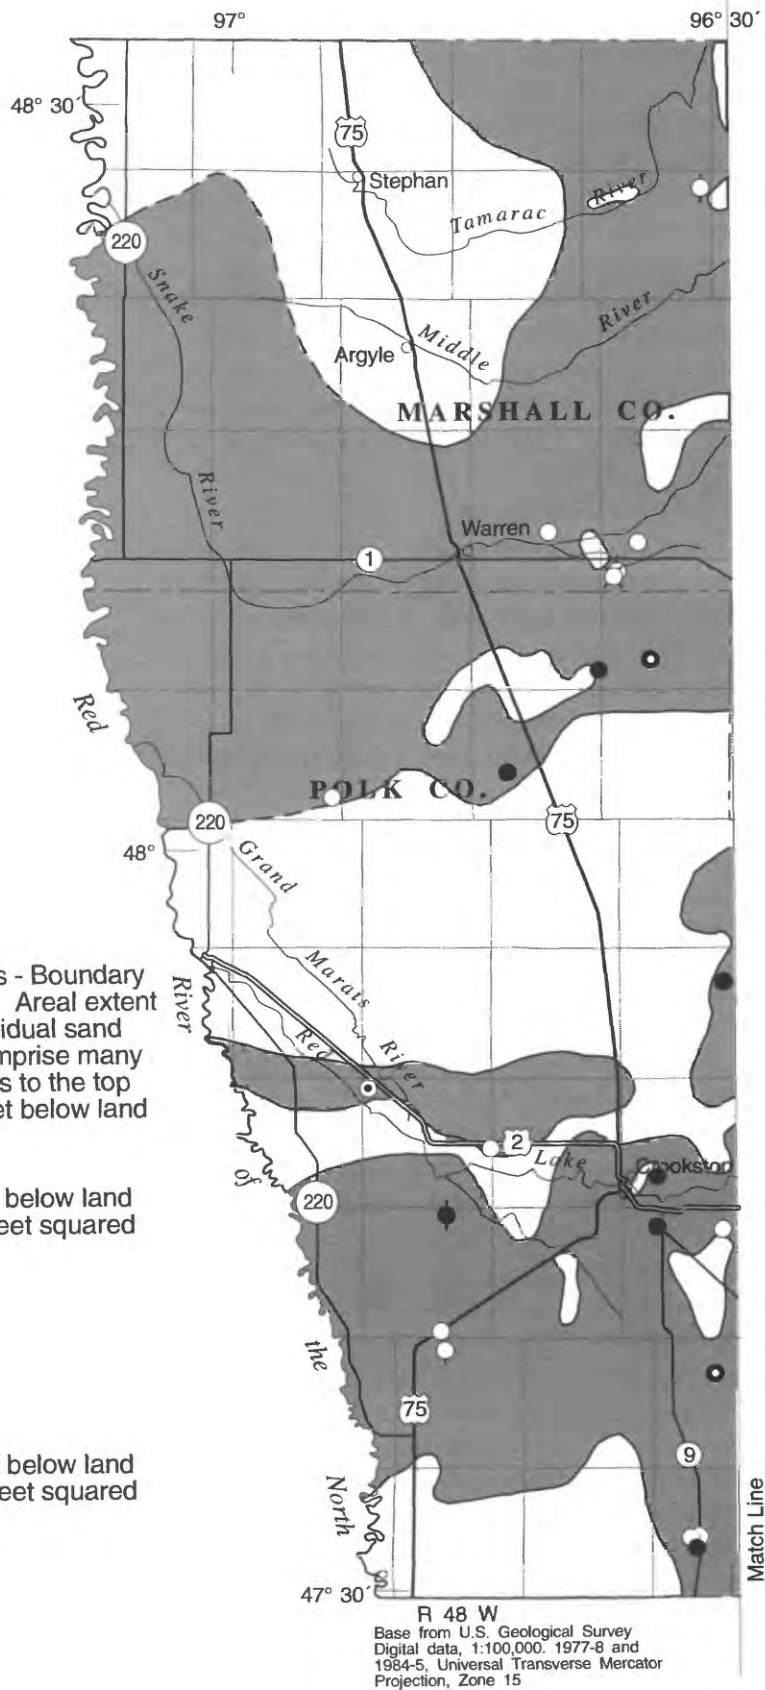 97°
96° 30´
48° 30´
75
Stephan
River
Tamarac
220
Snake
River
Middle
Argyle
MARSHALL CO.
River
Warren
1
Red
POLK CO.
220
75
48°
Grand
Marais
River
s - Boundary
Areal extent
vidual sand
mprise many
s to the top
et below land
River
Red
2
Lake
Crookston
of
below land
eet squared
220
the
75
9
below land
eet squared
North
Match Line
47° 30´
R 48 W
Base from U.S. Geological Survey
Digital data, 1:100,000. 1977-8 and
1984-5, Universal Transverse Mercator
Projection, Zone 15